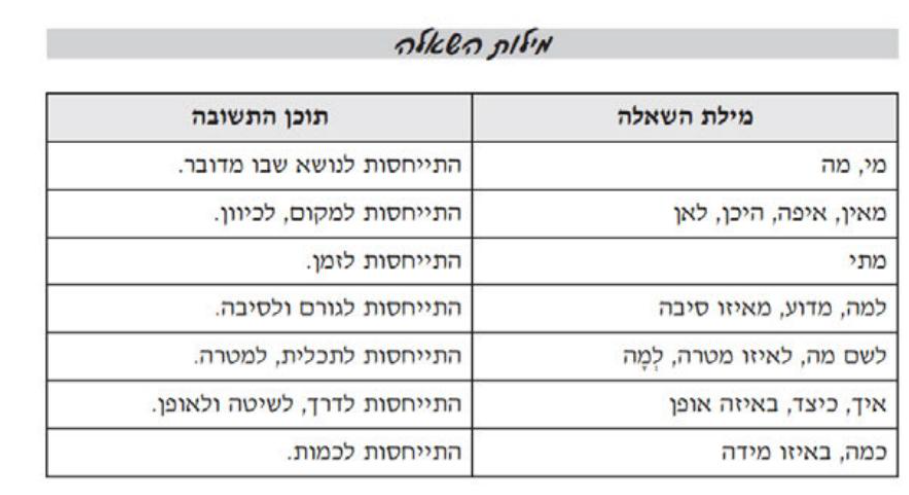 מילות השאלה
מילת השאלה	תוכן התשובה
מי, מה	התייחסות לנושא שבו מדובר.
מאין, איפה, היכן, לאן	התייחסות למקום, לכיוון.
מתי	התייחסות לזמן.
למה, מדוע, מאיזו סיבה	התייחסות לגורם ולסיבה.
לשם מה, לאיזו מטרה, לְמָה	התייחסות לתכלית, למטרה.
איך, כיצד, באיזה אופן	התייחסות לדרך, לשיטה ולאופן.
כמה, באיזו מידה	התייחסות לכמות.